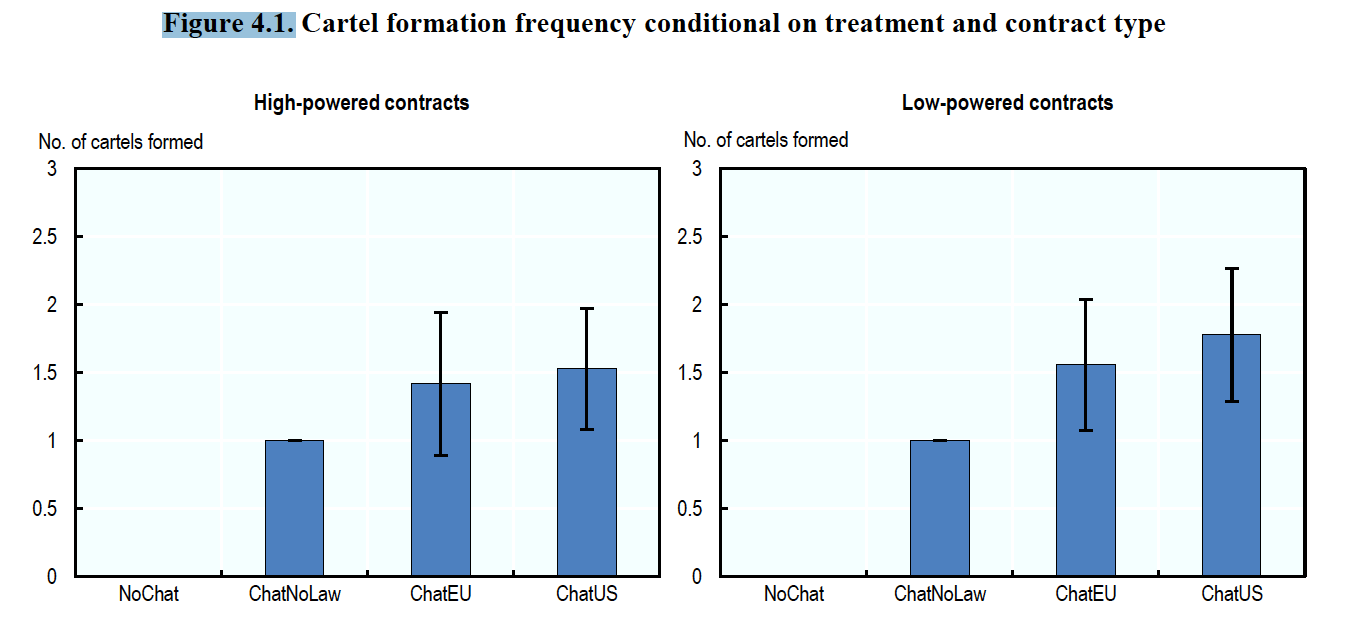 Figure 4.1. Cartel formation frequency conditional on treatment and contract type
High-powered contracts
No. of cartels formed
3
2.5
2
1.5
1
0.5
0
NoChat ChatNoLaw ChatEU ChatUS
Low-powered contracts
No. of cartels formed
3
2.5
2
1.5
1
0.5
0
NoChat ChatNoLaw ChatEU ChatUS